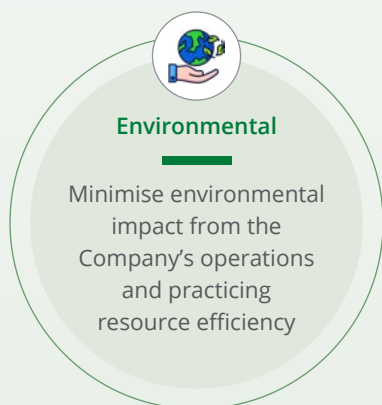 Environmental
Minimise environmental
impact from the
Company’s operations
and practicing
resource efficiency